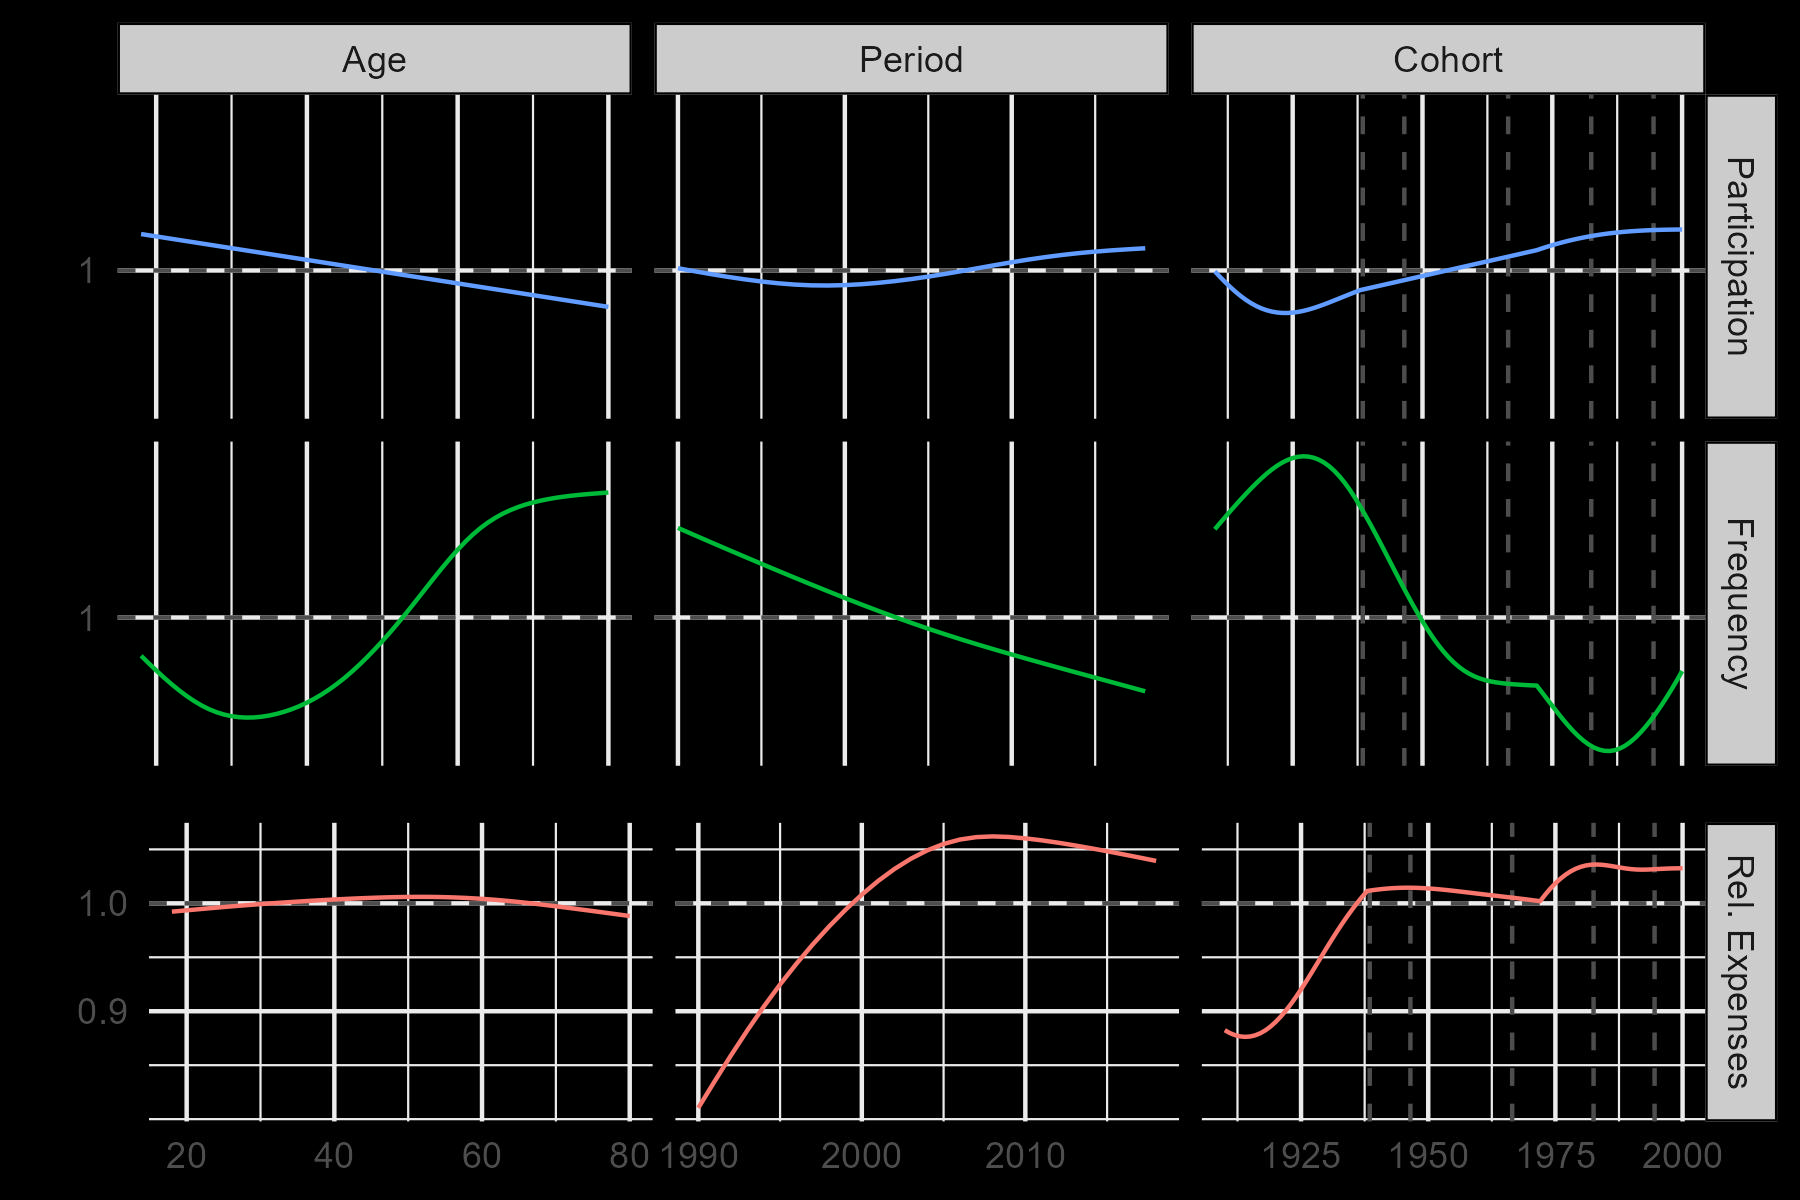 Age
Period
Cohort
1
Participation
1
Frequency
1.0
0.9
Rel. Expenses
20 40 60 80 1990 2000 2010 1925 1950 1975 2000